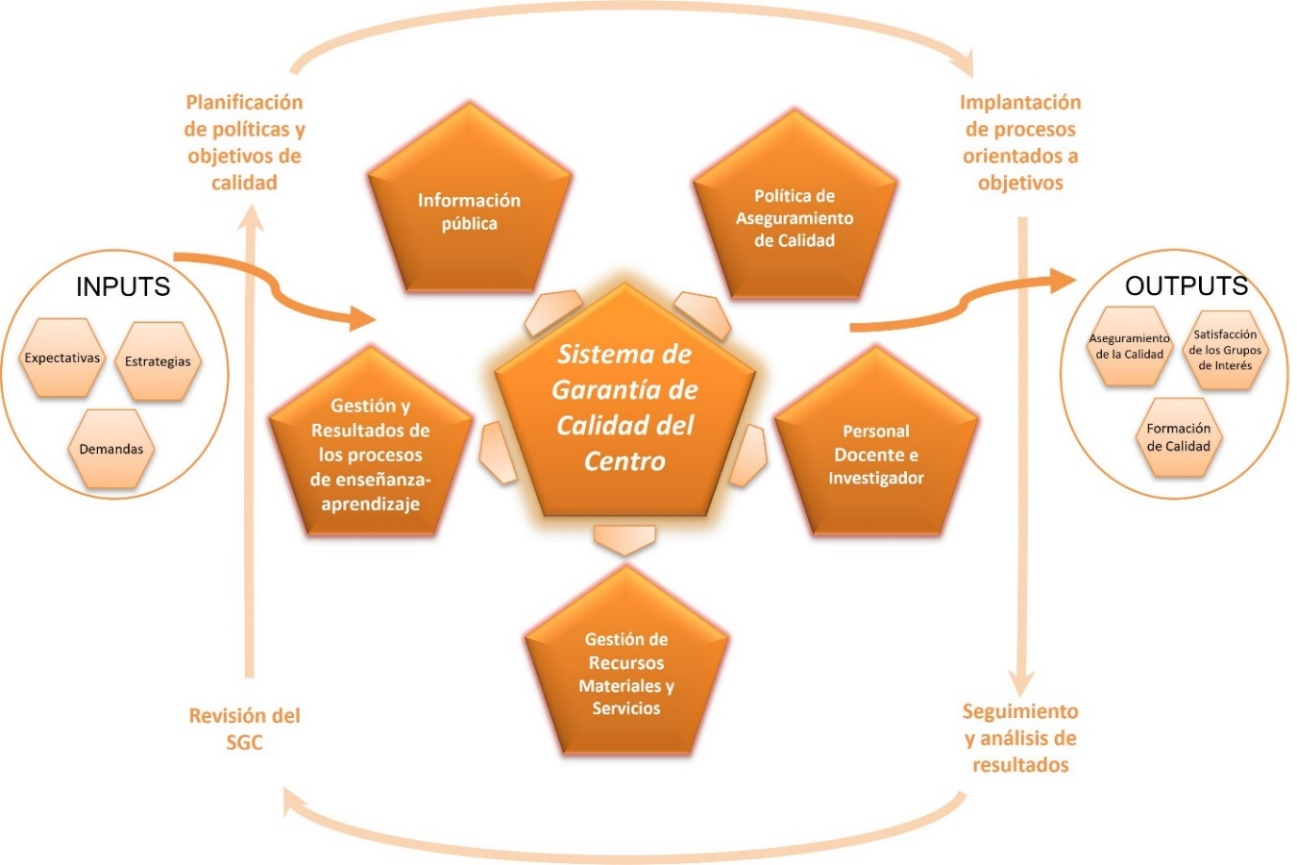 Planificación
de políticas y
objetivos de
calidad
Implantación
de procesos
orientados a
objetivos
Información
pública
Política de
Aseguramiento
de Calidad
INPUTS
Expectativas
Estrategias
Demandas
OUTPUTS
Aseguramiento
de la Calidad
Satisfacción
de los Grupos
de Interés
Formación
de Calidad
Sistema de
Garantía de
Calidad del
Centro
Gestión y
Resultados de
los procesos
de enseñanza-
aprendizaje
Personal
Docente e
Investigador
Gestión de
Recursos
Materiales y
Servicios
Revisión del
SGC
Seguimiento
y análisis de
resultados